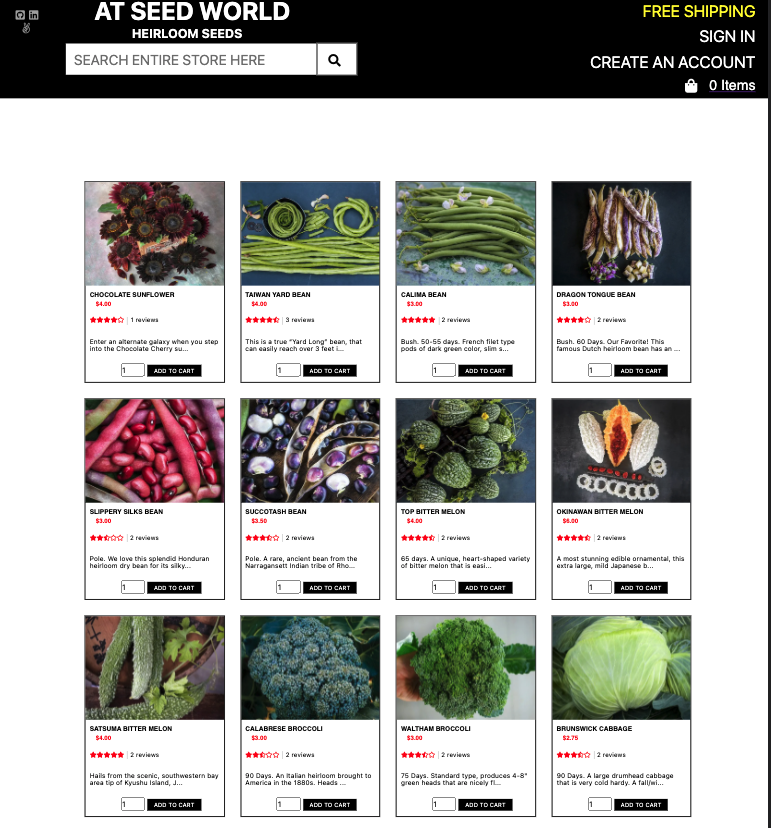 AT SEED WORLD
HEIRLOOM SEEDS
SEARCH ENTIRE STORE HERE
FREE SHIPPING
SIGN IN
CREATE AN ACCOUNT
0 Items
CHOCOLATE SUNFLOWER
$4.00
1 reviews
Enter an alternate galaxy when you step
into the Chocolate Cherry su...
1
ADD TO CART
TAIWAN YARD BEAN
$4.00
3 reviews
This is a true "Yard Long" bean, that
can easily reach over 3 feet i...
1
ADD TO CART
CALIMA BEAN
$3.00
2 reviews
Bush. 50-55 days. French filet type
pods of dark green color, slim s...
1
ADD TO CART
DRAGON TONGUE BEAN
$3.00
2 reviews
Bush. 60 Days. Our Favorite! This
famous Dutch heirloom bean has an ...
1
ADD TO CART
SLIPPERY SILKS BEAN
$3.00
2 reviews
Pole. We love this splendid Honduran
heirloom dry bean for its silky...
1
ADD TO CART
SUCCOTASH BEAN
$3.50
2 reviews
Pole. A rare, ancient bean from the
Narragansett Indian tribe of Rho...
1
ADD TO CART
TOP BITTER MELON
$4.00
2 reviews
65 days. A unique, heart-shaped variety
of bitter melon that is easi...
1
ADD TO CART
OKINAWAN BITTER MELON
$6.00
2 reviews
A most stunning edible ornamental, this
extra large, mild Japanese b...
1
ADD TO CART
SATSUMA BITTER MELON
$4.00
2 reviews
Hails from the scenic, southwestern bay
area tip of Kyushu Island, J...
1
ADD TO CART
CALABRESE BROCCOLI
$3.00
2 reviews
90 Days. An Italian heirloom brought to
America in the 1880s. Heads ...
1
ADD TO CART
WALTHAM BROCCOLI
$3.00
2 reviews
75 Days. Standard type, produces 4-8"
green heads that are nicely fl...
1
ADD TO CART
BRUNSWICK CABBAGE
$2.75
2 reviews
90 Days. A large drumhead cabbage
that is very cold hardy. A fall/wi...
1
ADD TO CART